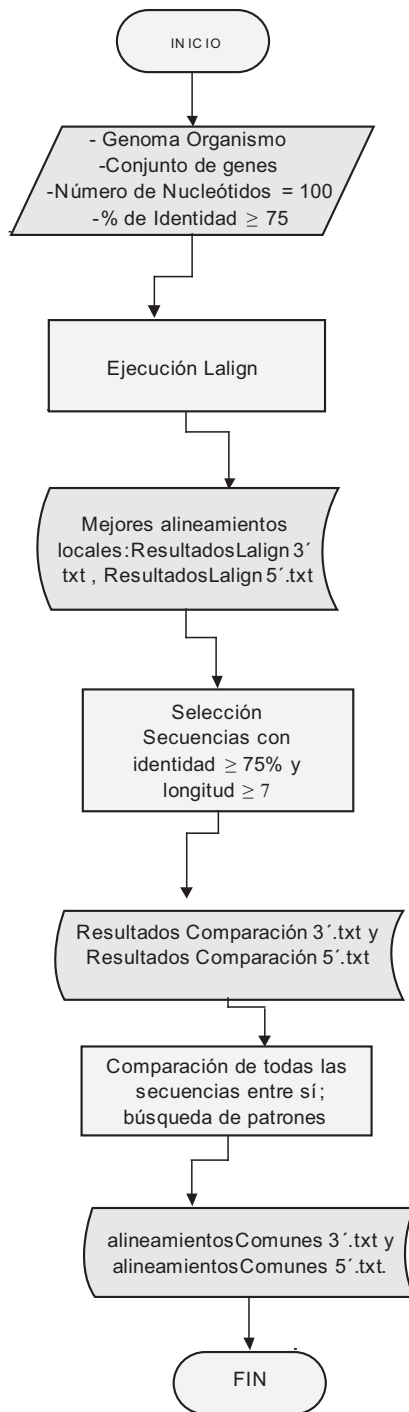 INICIO
- Genoma Organismo
-Conjunto de genes
-Número de Nucleótidos = 100
-% de Identidad ≥ 75
Ejecución Lalign
Mejores alineamientos
locales:ResultadosLalign 3´
txt , ResultadosLalign 5´.txt
Selección
Secuencias con
identidad ≥ 75% y
longitud ≥ 7
Resultados Comparación 3´.txt y
Resultados Comparación 5´.txt
Comparación de todas las
secuencias entre sí;
búsqueda de patrones
alineamientosComunes 3´.txt y
alineamientosComunes 5´.txt.
FIN